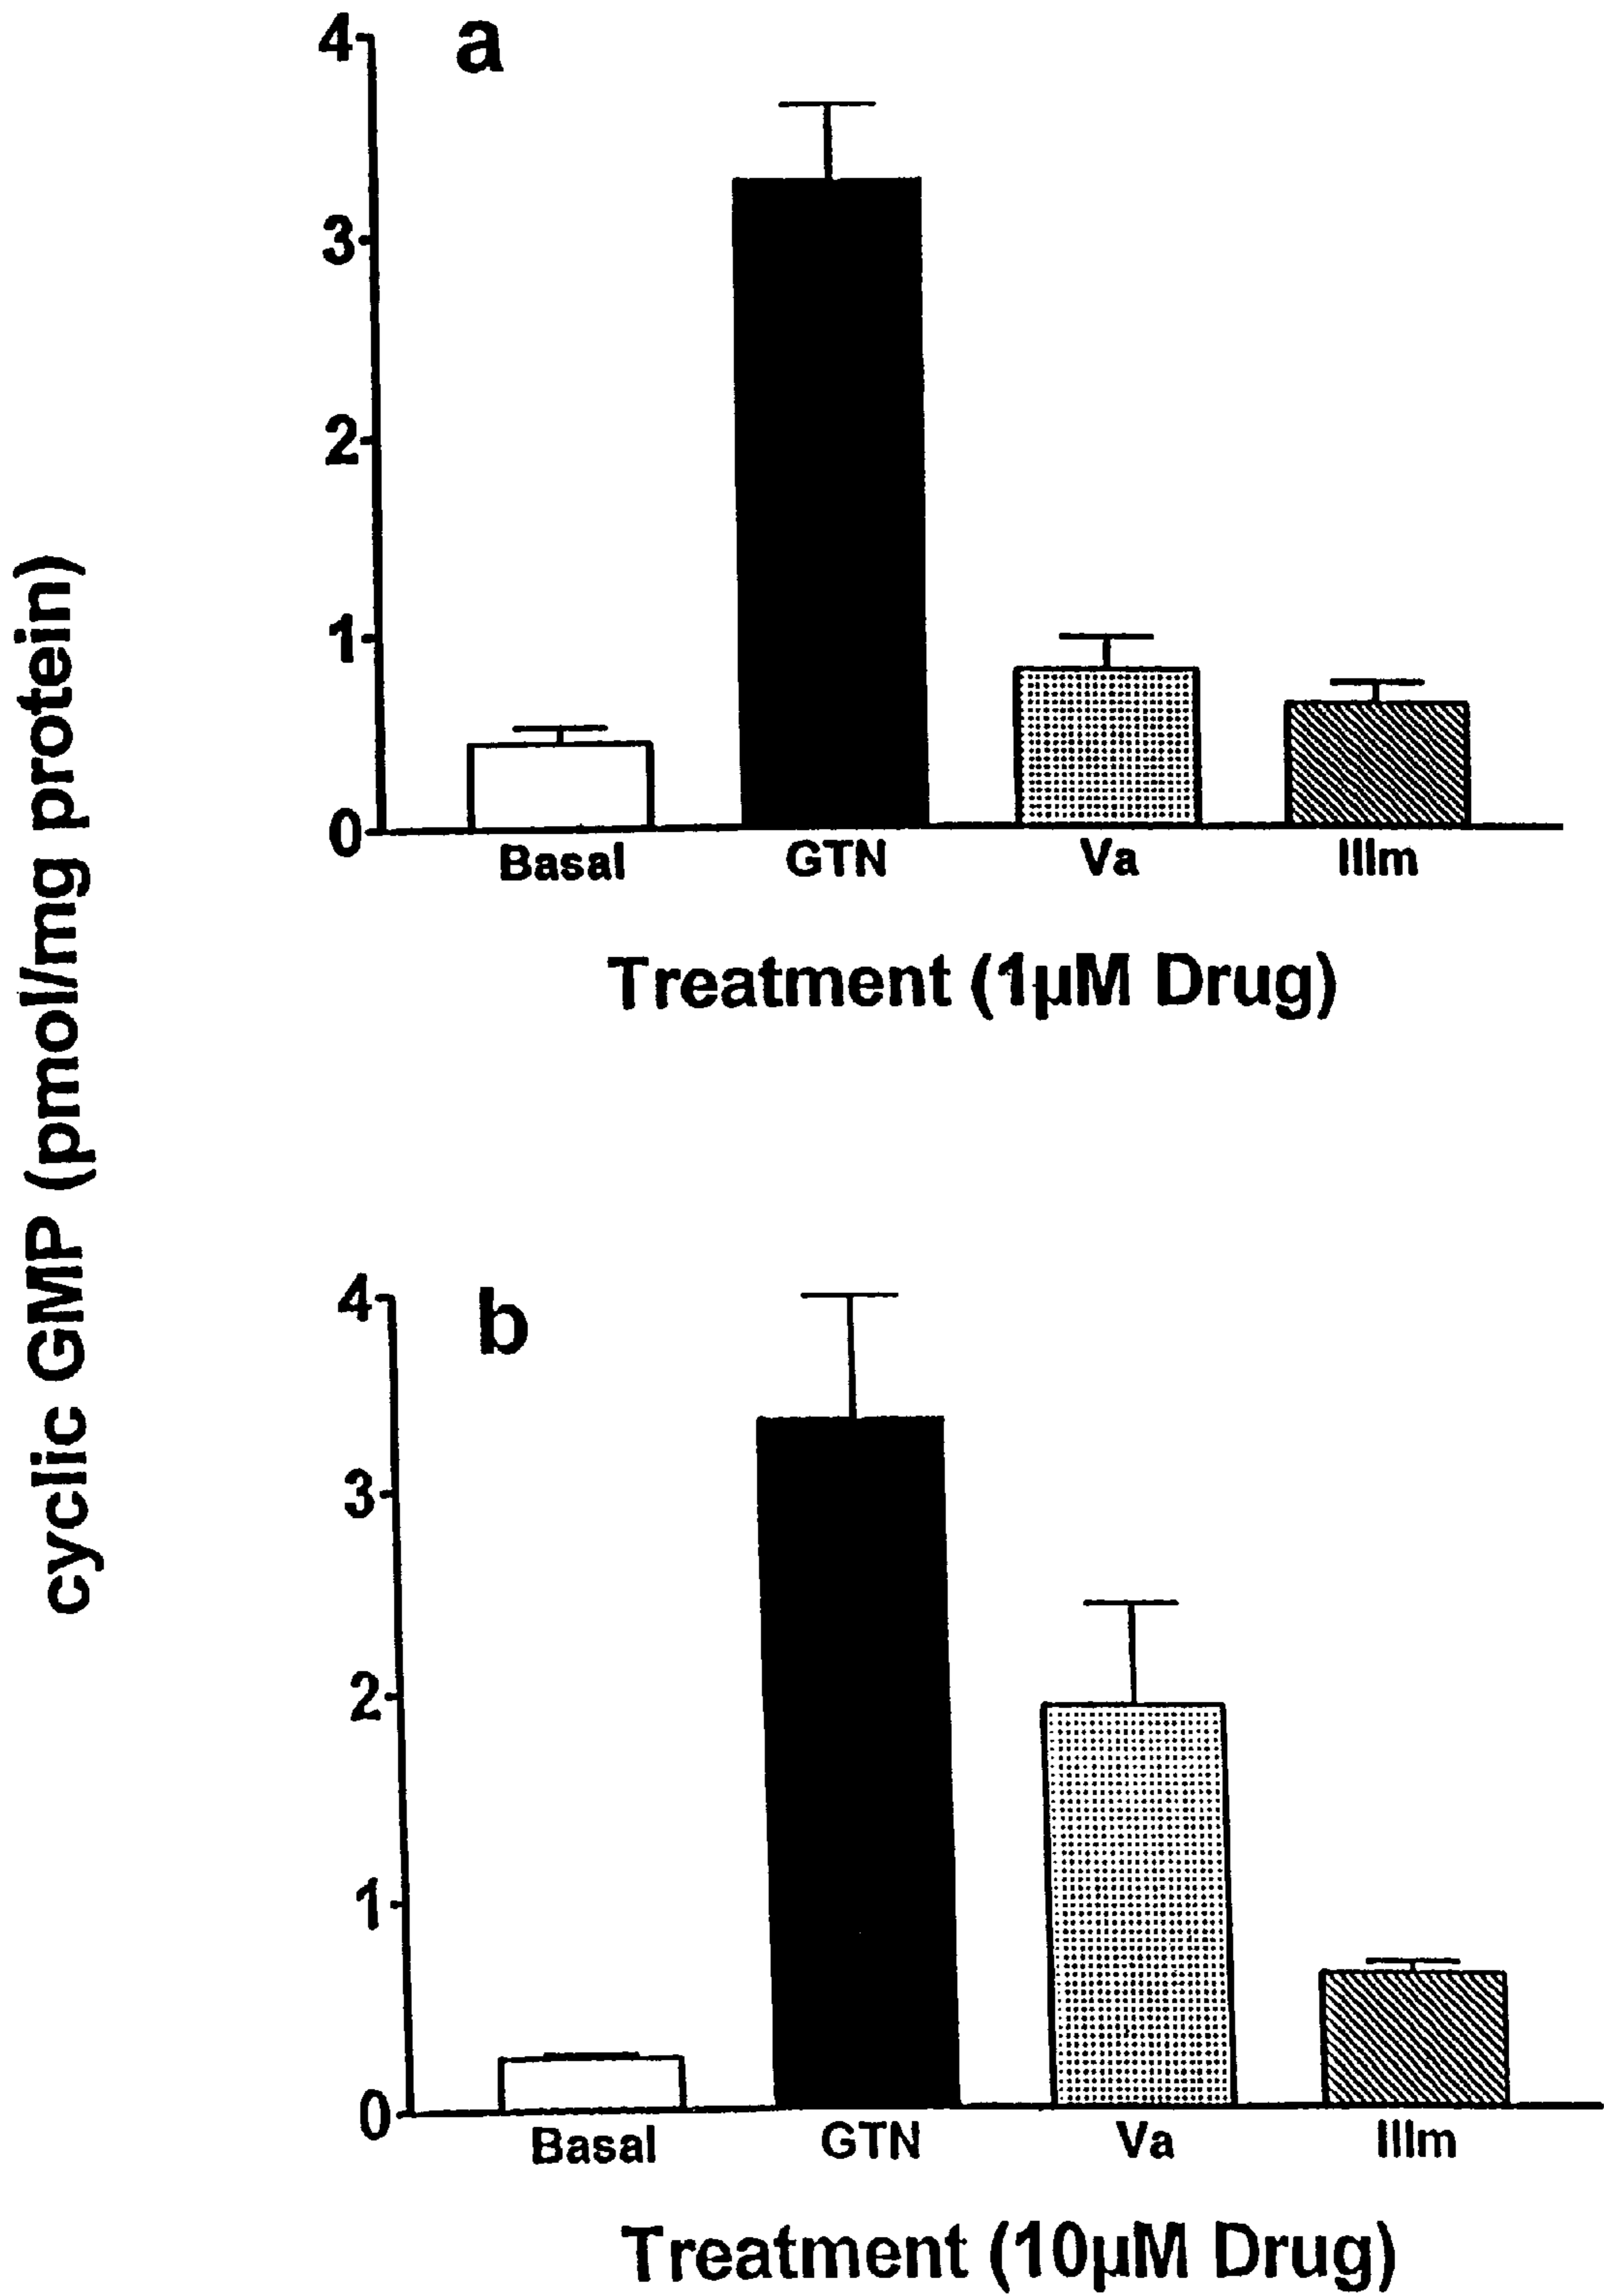 a
4
3
2
1
0
Basal GTN Va IIIm
Treatment (1µM Drug)
cyclic GMP (pmol/mg protein)
b
4
3
2
1
0
Basal GTN Va IIIm
Treatment (10µM Drug)